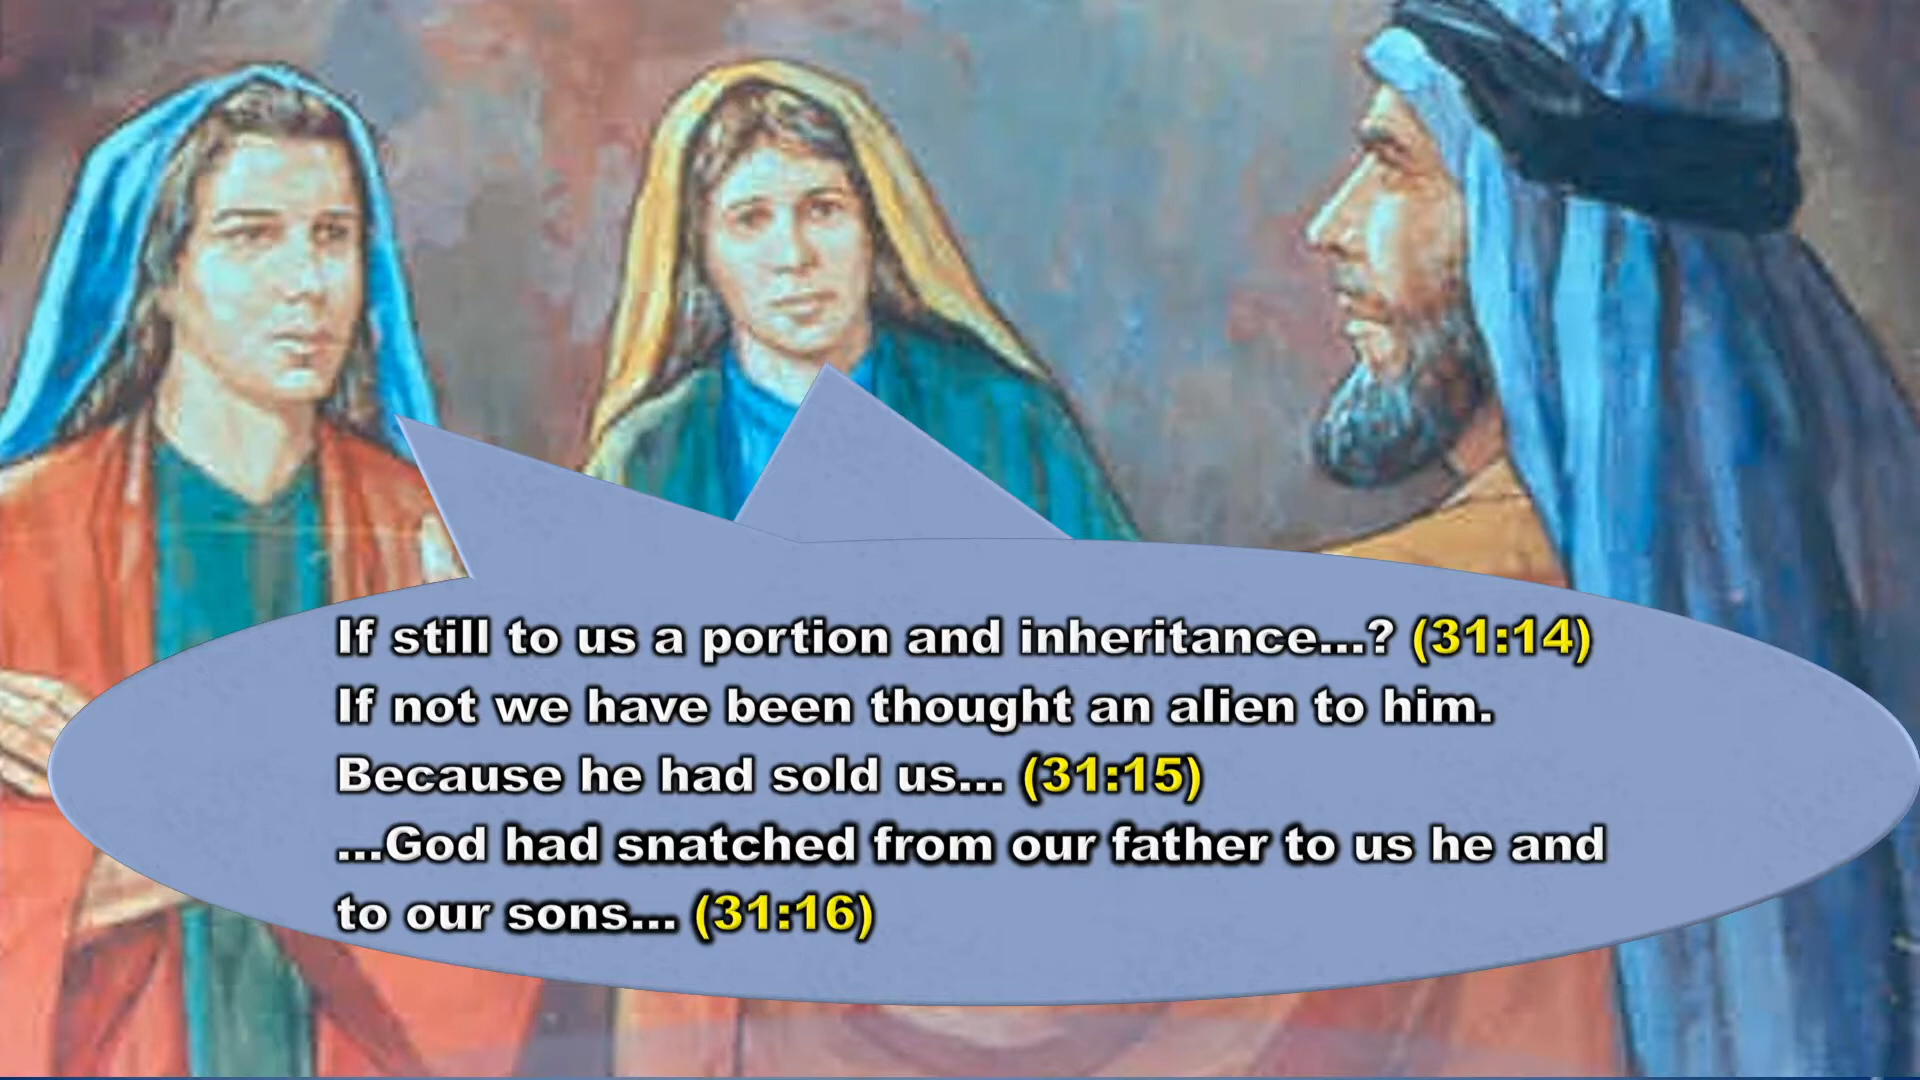 If still to us a portion and inheritance...? (31:14)
If not we have been thought an alien to him.
Because he had sold us... (31:15)
...God had snatched from our father to us he and
to our sons... (31:16)